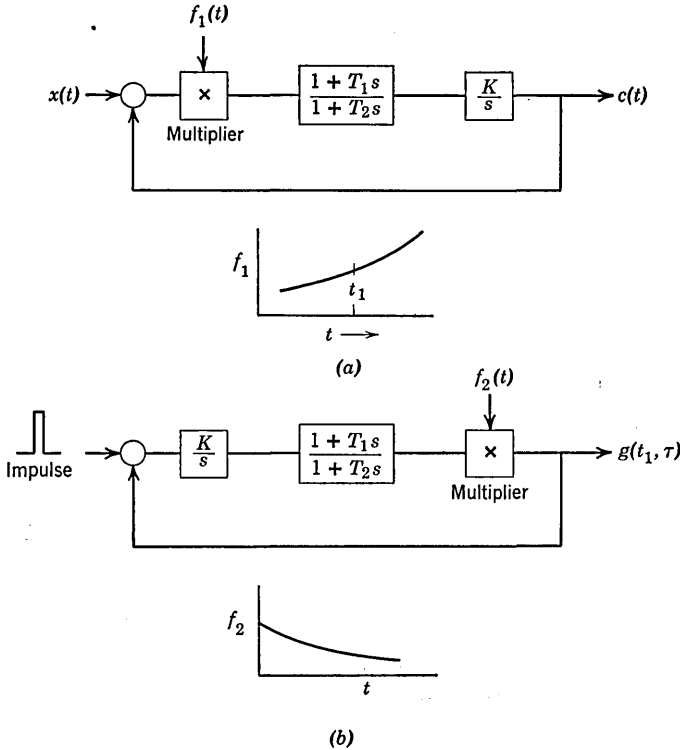 f₁(t)
x(t)
×
1 + T₁s
1 + T₂s
K
s
c(t)
Multiplier
f₁
t₁
t
(a)
f₂(t)
Impulse
K
s
1 + T₁s
1 + T₂s
×
g(t₁, τ)
Multiplier
f₂
t
(b)